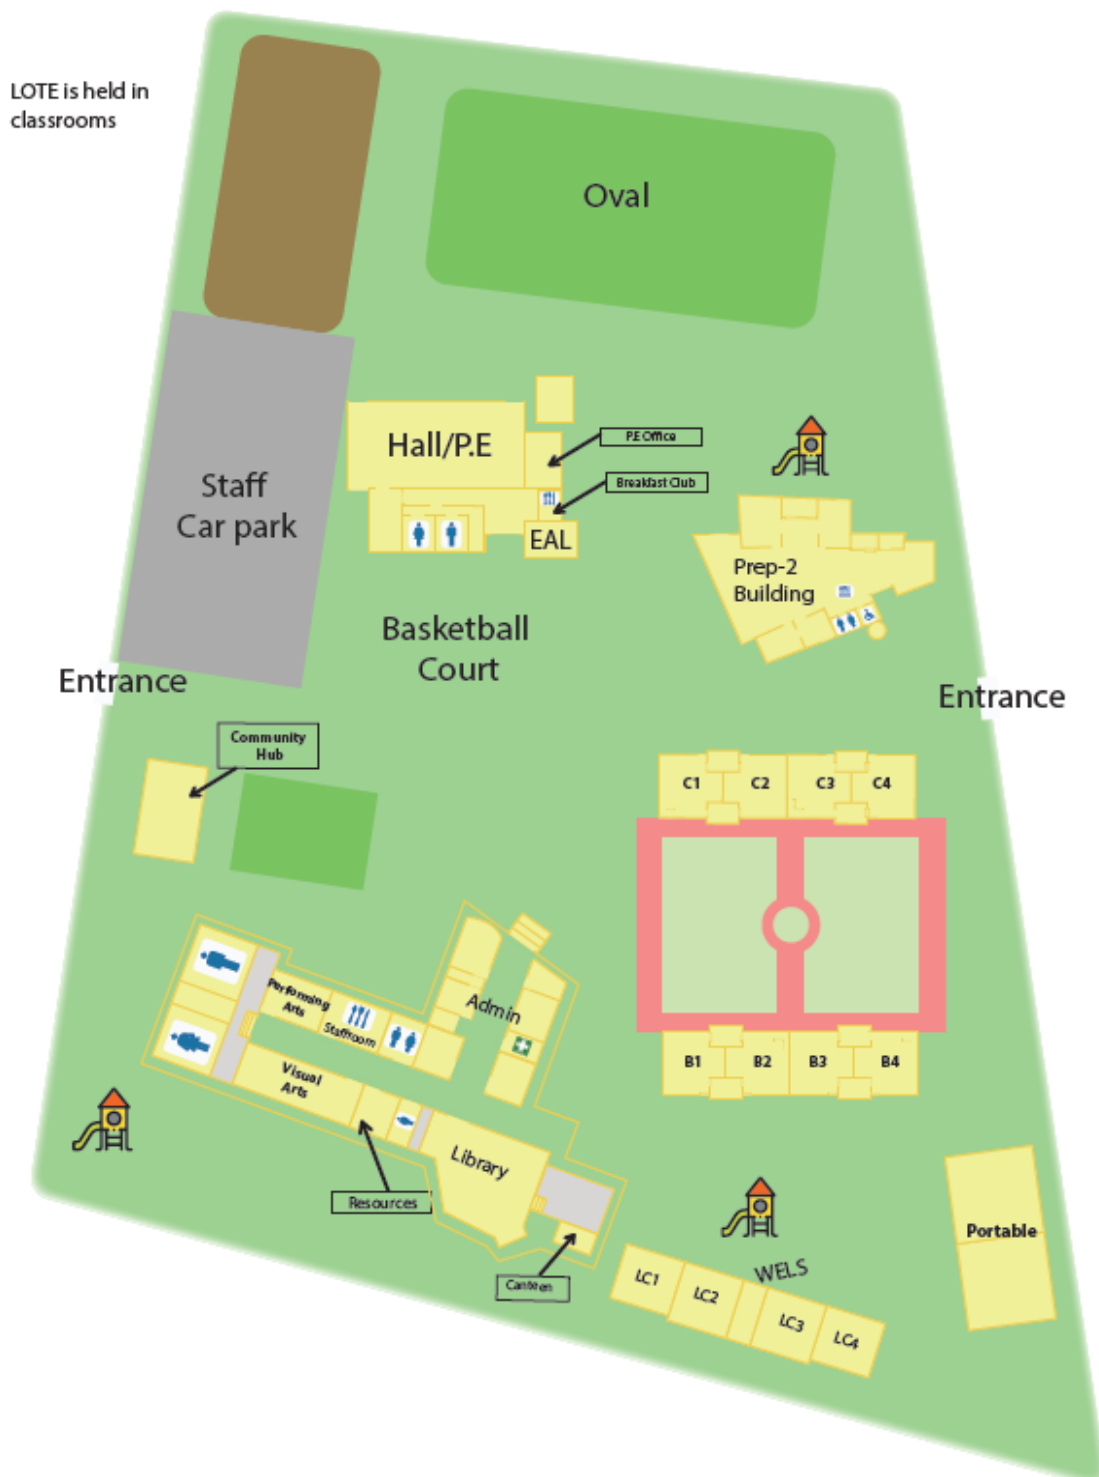 LOTE is held in
classrooms
Oval
Hall/P.E
P.E Office
Breakfast Club
EAL
Staff
Car park
Prep-2
Building
Basketball
Court
Entrance
Entrance
Community
Hub
C1
C2
C3
C4
Performing
Arts
Staffroom
Admin
Visual
Arts
B1
B2
B3
B4
Library
Resources
Canteen
WELS
LC1
LC2
LC3
LC4
Portable